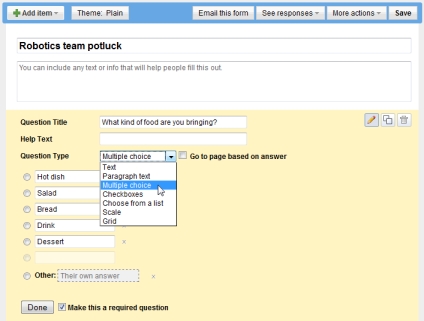 Add item Theme: Plain Email this form See responses More actions Save
Robotics team potluck
You can include any text or info that will help people fill this out.
Question Title What kind of food are you bringing?
Help Text
Question Type Multiple choice Go to page based on answer
Text
Paragraph text
Hot dish Multiple choice
Checkboxes
Salad Choose from a list
Bread Scale
Grid
Drink
Dessert
Other: Their own answer
Done Make this a required question